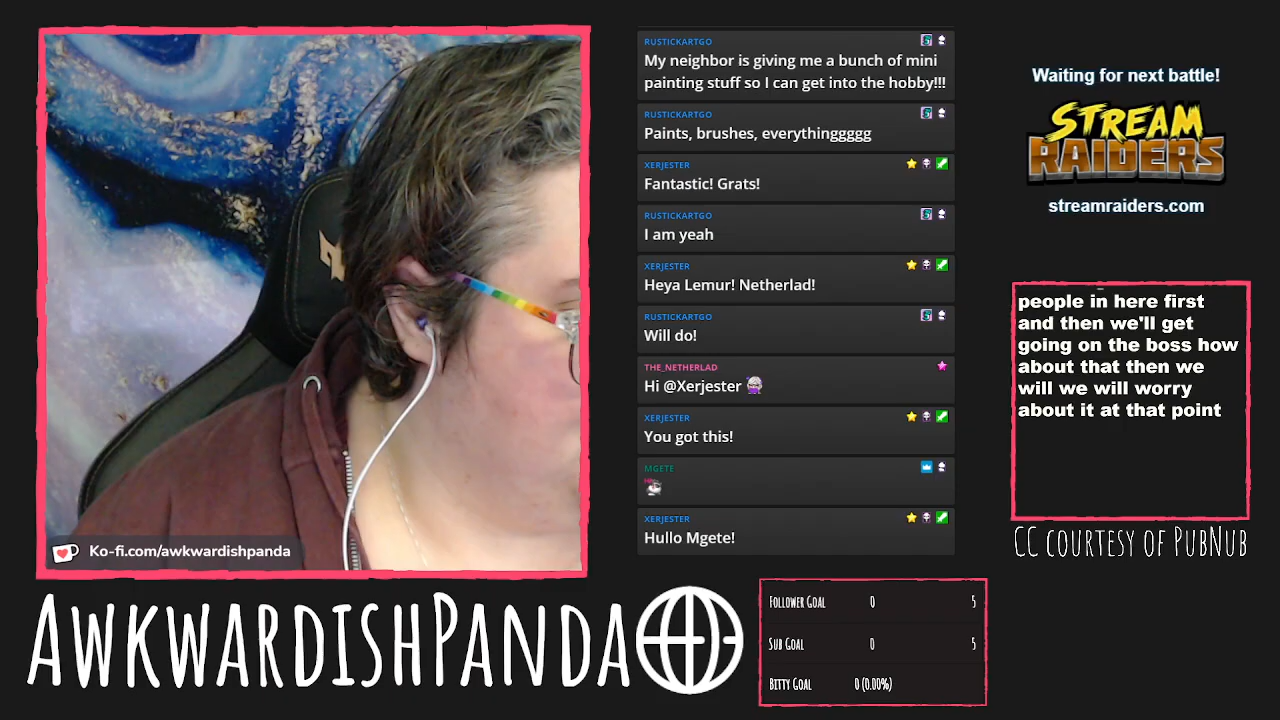 RUSTICKARTGO
My neighbor is giving me a bunch of mini
painting stuff so I can get into the hobby!!!
RUSTICKARTGO
Paints, brushes, everythinggggg
XERJESTER
Fantastic! Grats!
RUSTICKARTGO
I am yeah
XERJESTER
Heya Lemur! Netherlad!
RUSTICKARTGO
Will do!
THE_NETHERLAD
Hi @Xerjester
XERJESTER
You got this!
MGETE
XERJESTER
Hullo Mgete!
Waiting for next battle!
STREAM
RAIDERS
streamraiders.com
people in here first
and then we'll get
going on the boss how
about that then we
will we will worry
about it at that point
CC courtesy of PubNub
Ko-fi.com/awkwardishpanda
AwkwardishPanda
Follower Goal 0 5
Sub Goal 0 5
Bitty Goal 0 (0.00%)